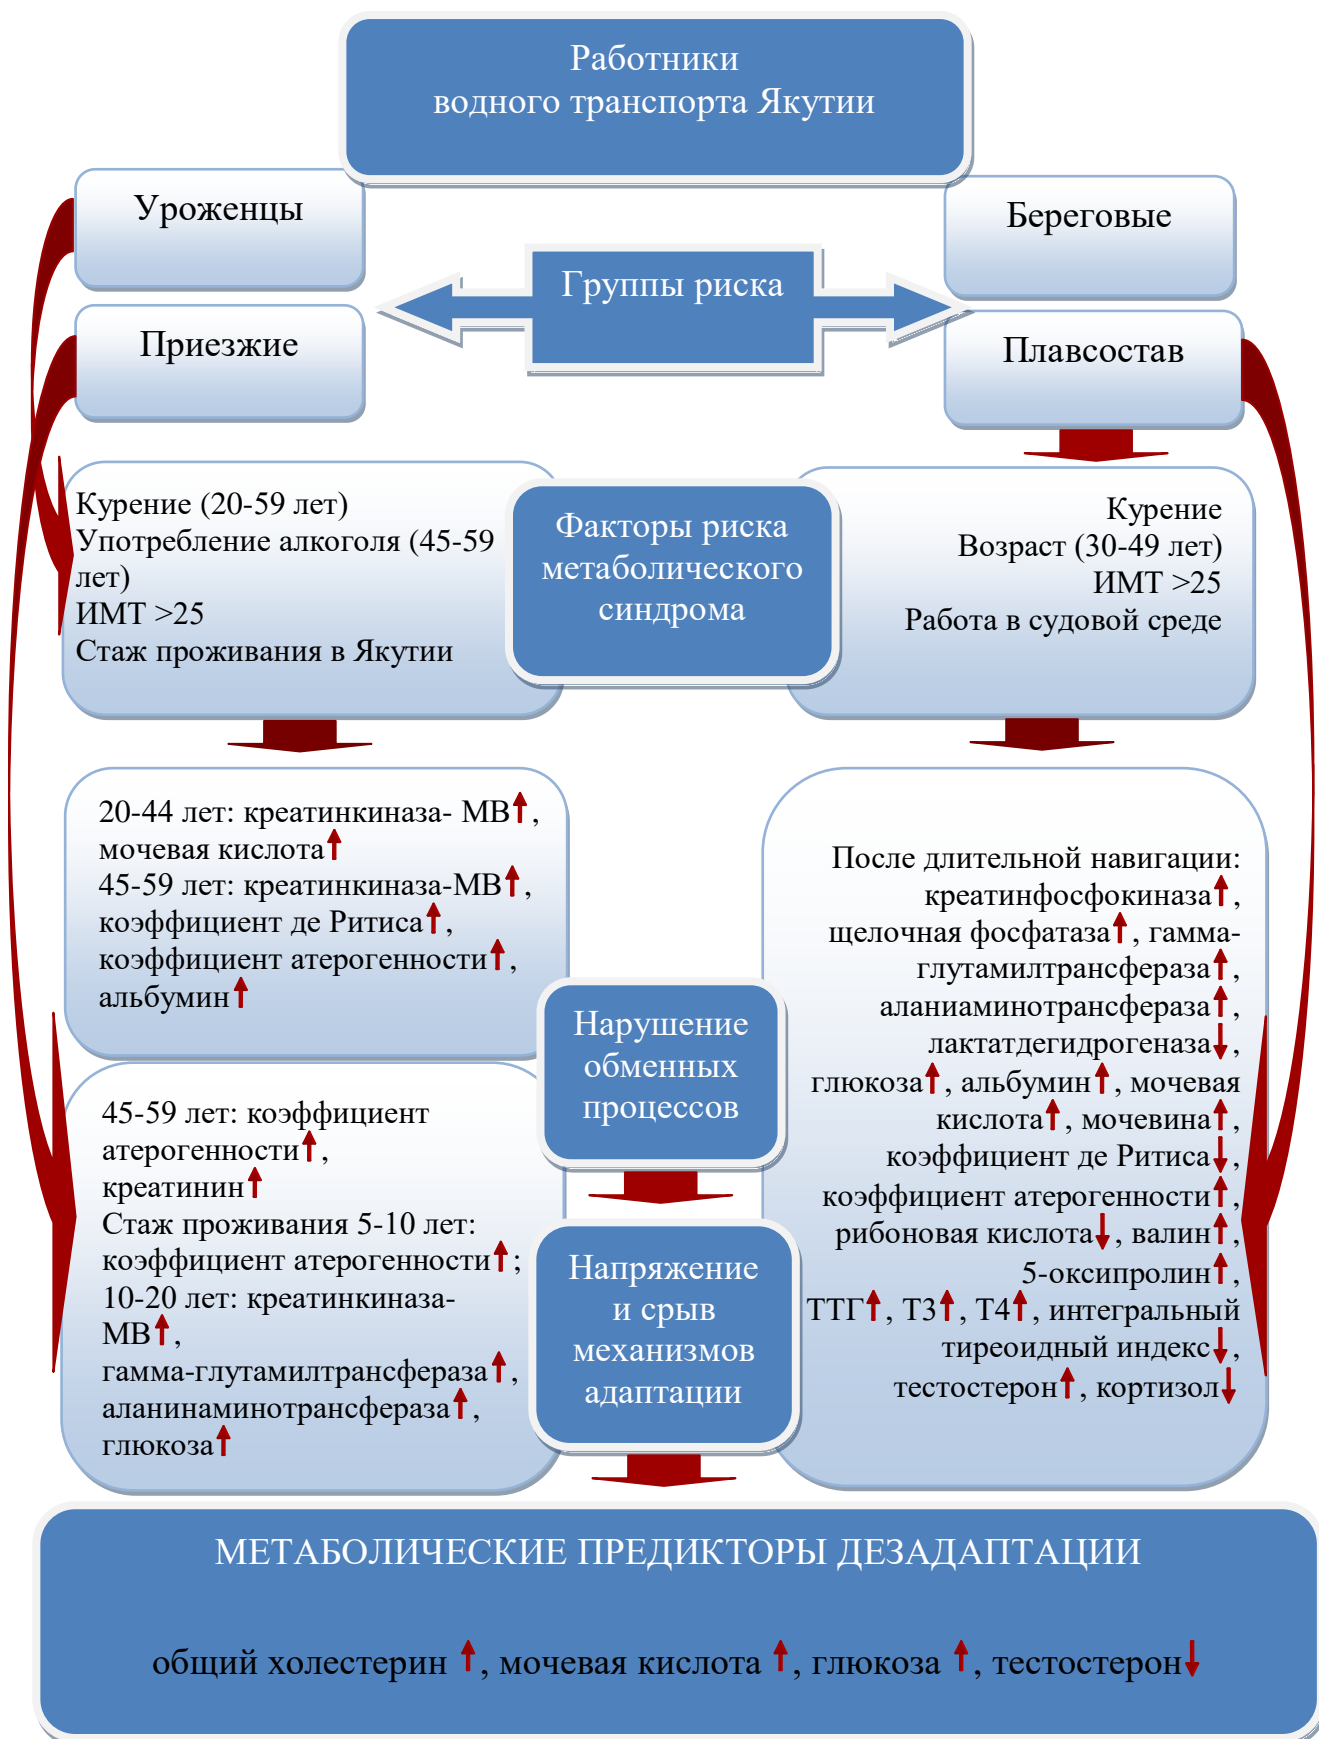 Работники
водного транспорта Якутии
Уроженцы
Береговые
Группы риска
Приезжие
Плавсостав
Курение (20-59 лет)
Употребление алкоголя (45-59
лет)
ИМТ >25
Стаж проживания в Якутии
Факторы риска
метаболического
синдрома
Курение
Возраст (30-49 лет)
ИМТ >25
Работа в судовой среде
20-44 лет: креатинкиназа- МВ↑,
мочевая кислота↑
45-59 лет: креатинкиназа-МВ↑,
коэффициент де Ритиса↑,
коэффициент атерогенности↑,
альбумин↑
45-59 лет: коэффициент
атерогенности↑,
креатинин↑
Стаж проживания 5-10 лет:
коэффициент атерогенности↑;
10-20 лет: креатинкиназа-
МВ↑,
гамма-глутамилтрансфераза↑,
аланинаминотрансфераза↑,
глюкоза↑
Нарушение
обменных
процессов
Напряжение
и срыв
механизмов
адаптации
После длительной навигации:
креатинфосфокиназа↑,
щелочная фосфатаза↑, гамма-
глутамилтрансфераза↑,
аланиаминотрансфераза↑,
лактатдегидрогеназа↓,
глюкоза↑, альбумин↑, мочевая
кислота↑, мочевина↑,
коэффициент де Ритиса↓,
коэффициент атерогенности↑,
рибоновая кислота↓, валин↑,
5-оксипролин↑,
ТТГ↑, Т3↑, Т4↑, интегральный
тиреоидный индекс↓,
тестостерон↑, кортизол↓
МЕТАБОЛИЧЕСКИЕ ПРЕДИКТОРЫ ДЕЗАДАПТАЦИИ
общий холестерин ↑, мочевая кислота ↑, глюкоза ↑, тестостерон↓